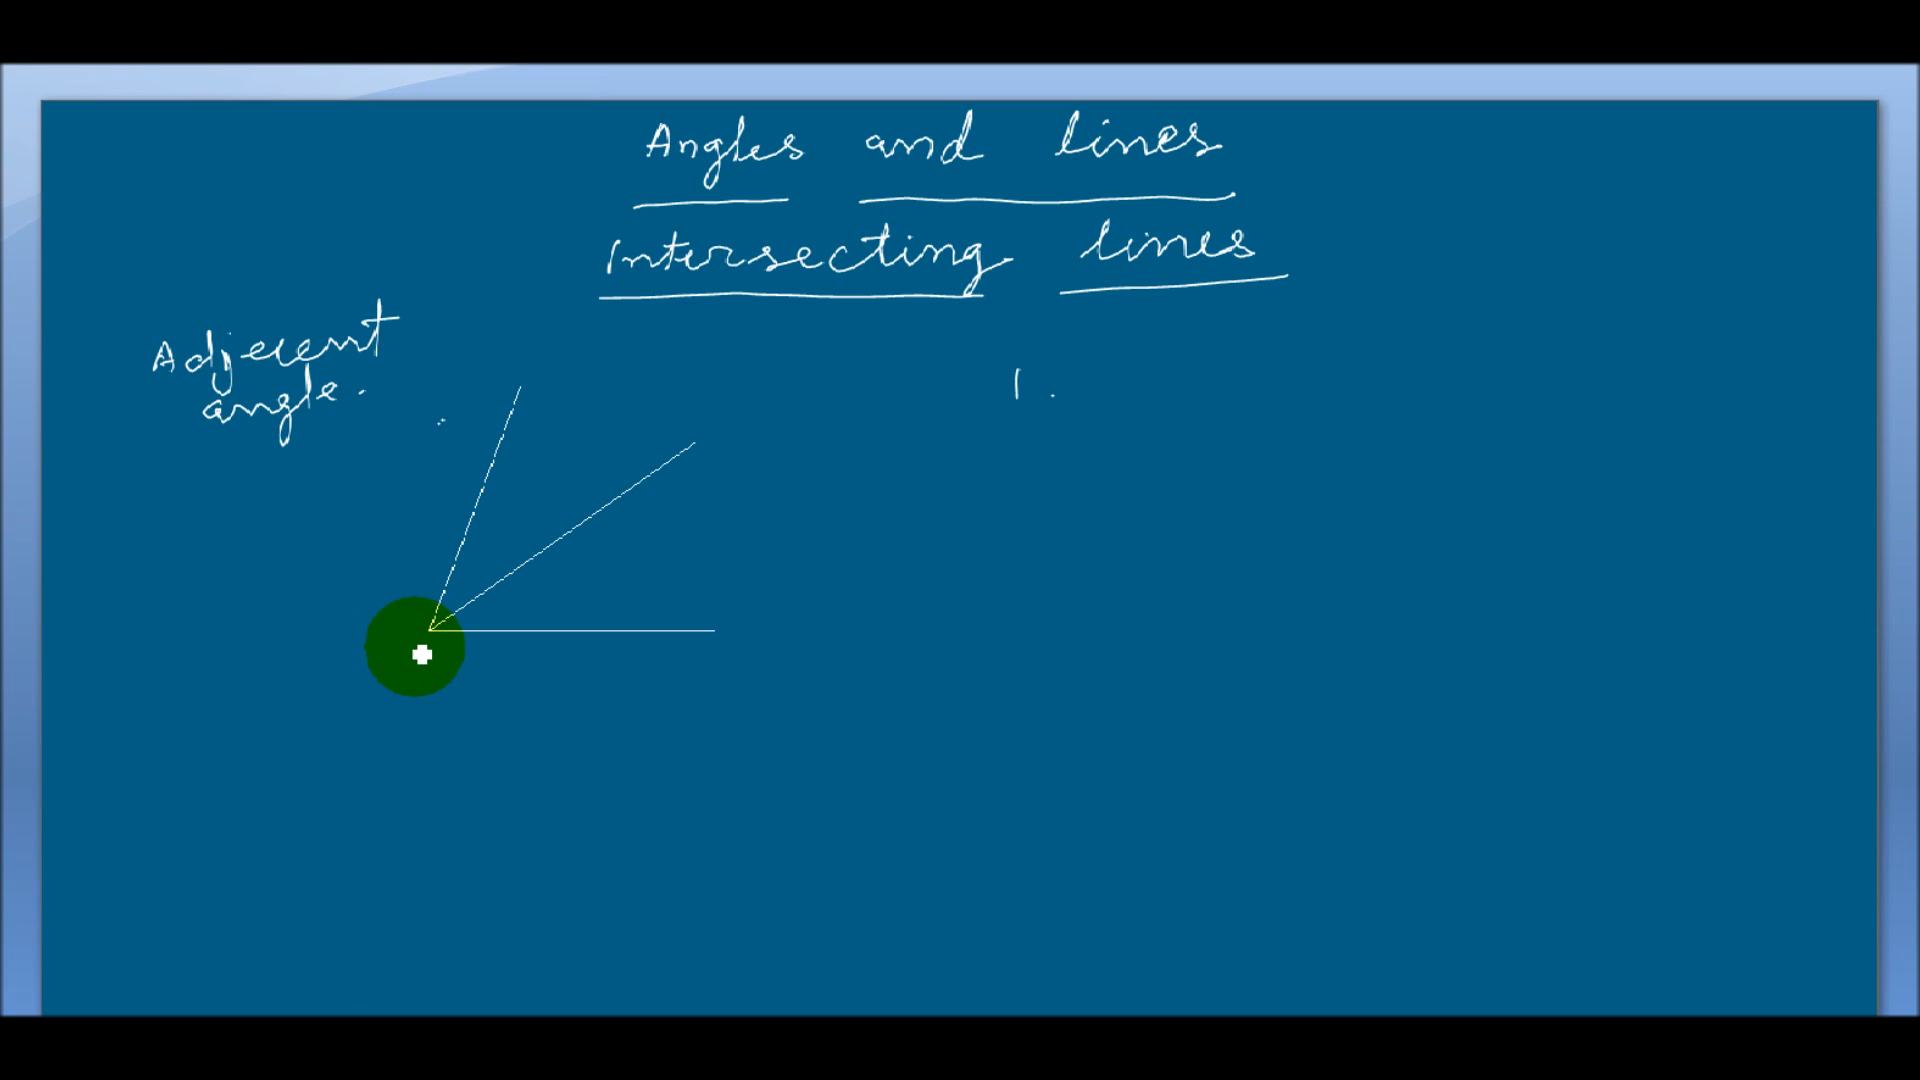 Angles and lines
Intersecting lines
Adjecent
angle.
1.